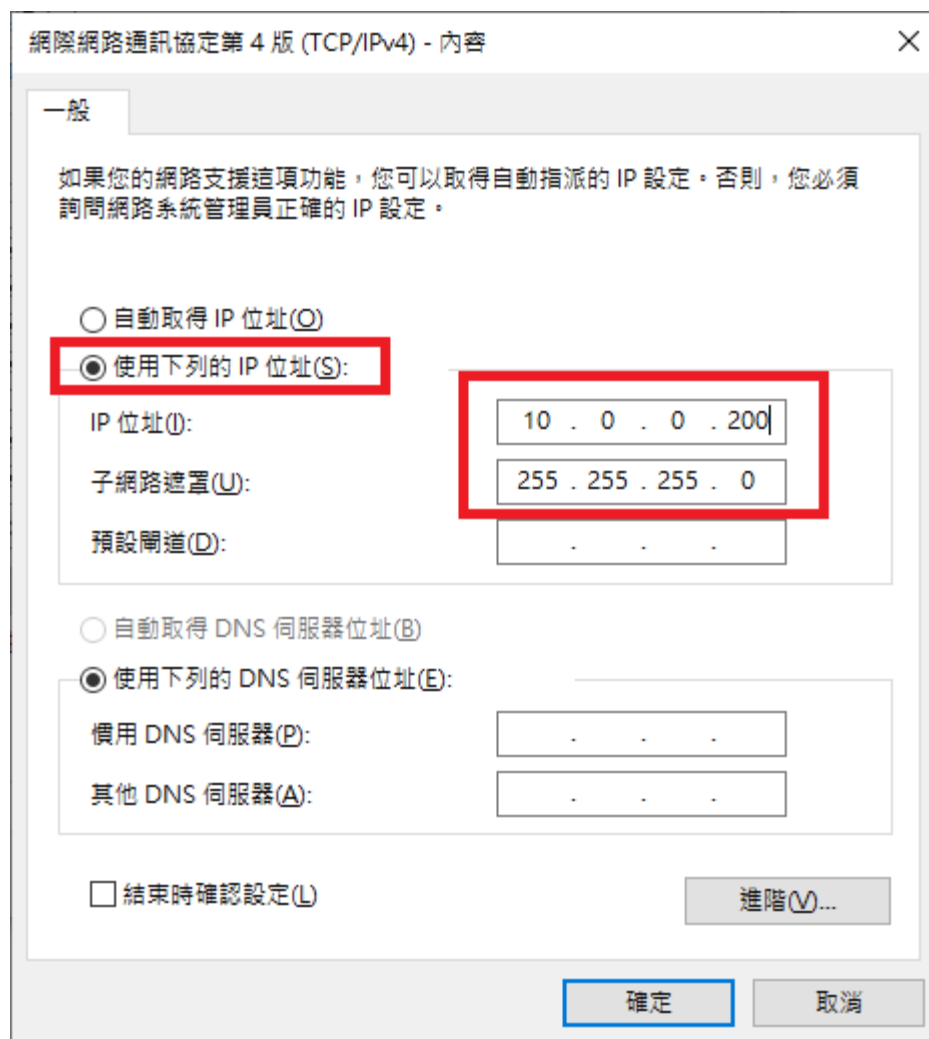 網際網路通訊協定第 4 版 (TCP/IPv4) - 內容
一般
如果您的網路支援這項功能，您可以取得自動指派的 IP 設定。否則，您必須
詢問網路系統管理員正確的 IP 設定。
自動取得 IP 位址(O)
使用下列的 IP 位址(S):
IP 位址(I): 10 . 0 . 0 . 200
子網路遮罩(U): 255 . 255 . 255 . 0
預設閘道(D): . . .
自動取得 DNS 伺服器位址(B)
使用下列的 DNS 伺服器位址(E):
慣用 DNS 伺服器(P): . . .
其他 DNS 伺服器(A): . . .
結束時確認設定(L)
進階(V)...
確定 取消